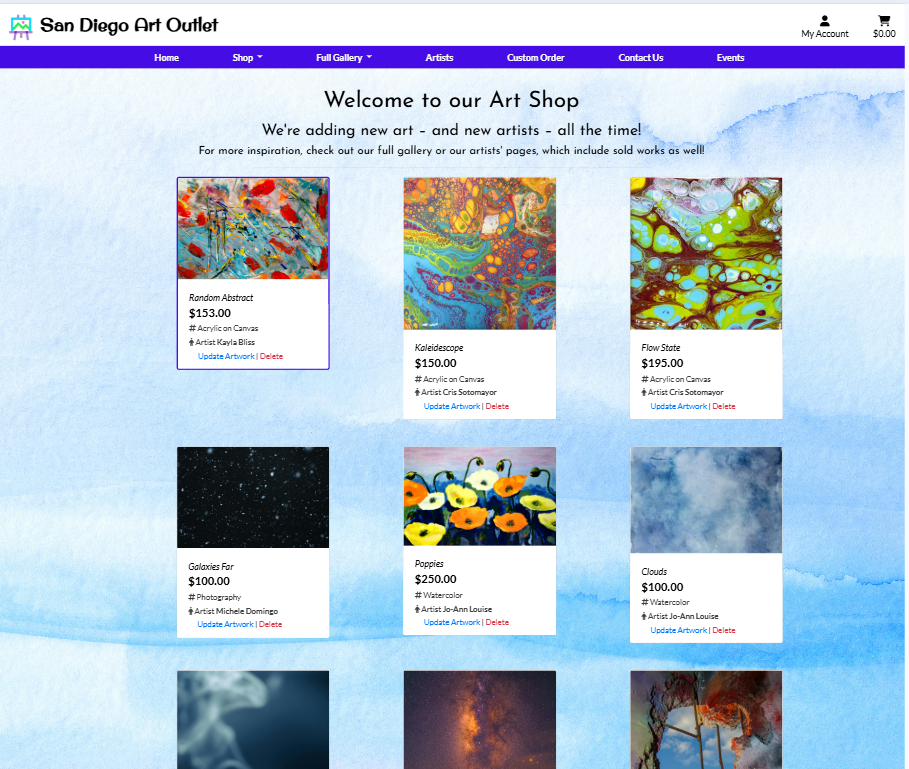 San Diego Art Outlet
My Account
$0.00
Home
Shop
Full Gallery
Artists
Custom Order
Contact Us
Events
Welcome to our Art Shop
We're adding new art – and new artists – all the time!
For more inspiration, check out our full gallery or our artists' pages, which include sold works as well!
Random Abstract
$153.00
# Acrylic on Canvas
Artist Kayla Bliss
Update Artwork | Delete
Kaleidescope
$150.00
# Acrylic on Canvas
Artist Cris Sotomayor
Update Artwork | Delete
Flow State
$195.00
# Acrylic on Canvas
Artist Cris Sotomayor
Update Artwork | Delete
Galaxies Far
$100.00
# Photography
Artist Michele Domingo
Update Artwork | Delete
Poppies
$250.00
# Watercolor
Artist Jo-Ann Louise
Update Artwork | Delete
Clouds
$100.00
# Watercolor
Artist Jo-Ann Louise
Update Artwork | Delete